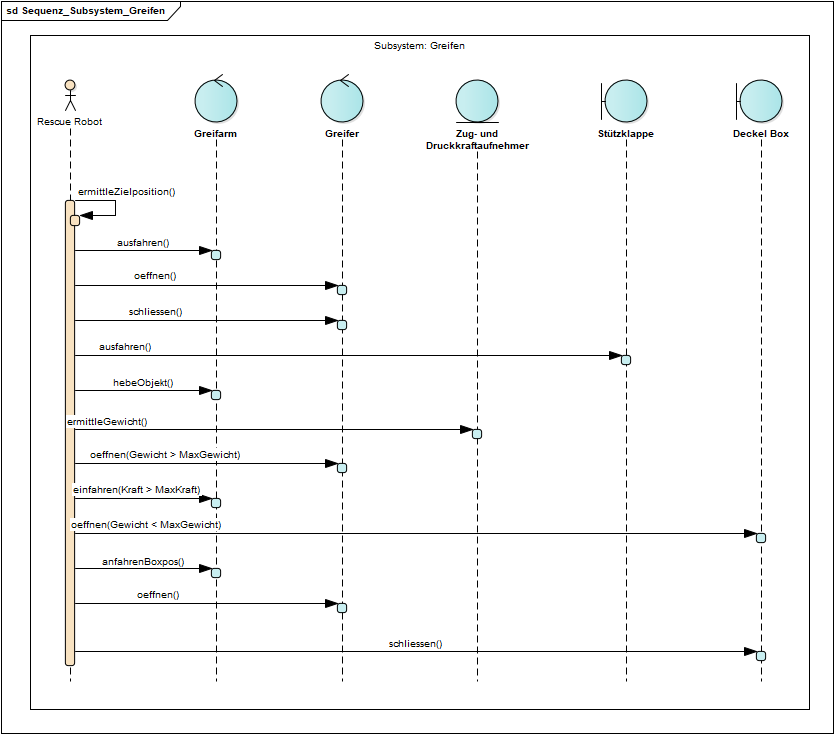 sd Sequenz_Subsystem_Greifen
Subsystem: Greifen
Rescue Robot
Greifarm
Greifer
Zug- und
Druckkraftaufnehmer
Stützklappe
Deckel Box
ermittleZielposition()
ausfahren()
oeffnen()
schliessen()
ausfahren()
hebeObjekt()
ermittleGewicht()
oeffnen(Gewicht > MaxGewicht)
einfahren(Kraft > MaxKraft)
oeffnen(Gewicht < MaxGewicht)
anfahrenBoxpos()
oeffnen()
schliessen()